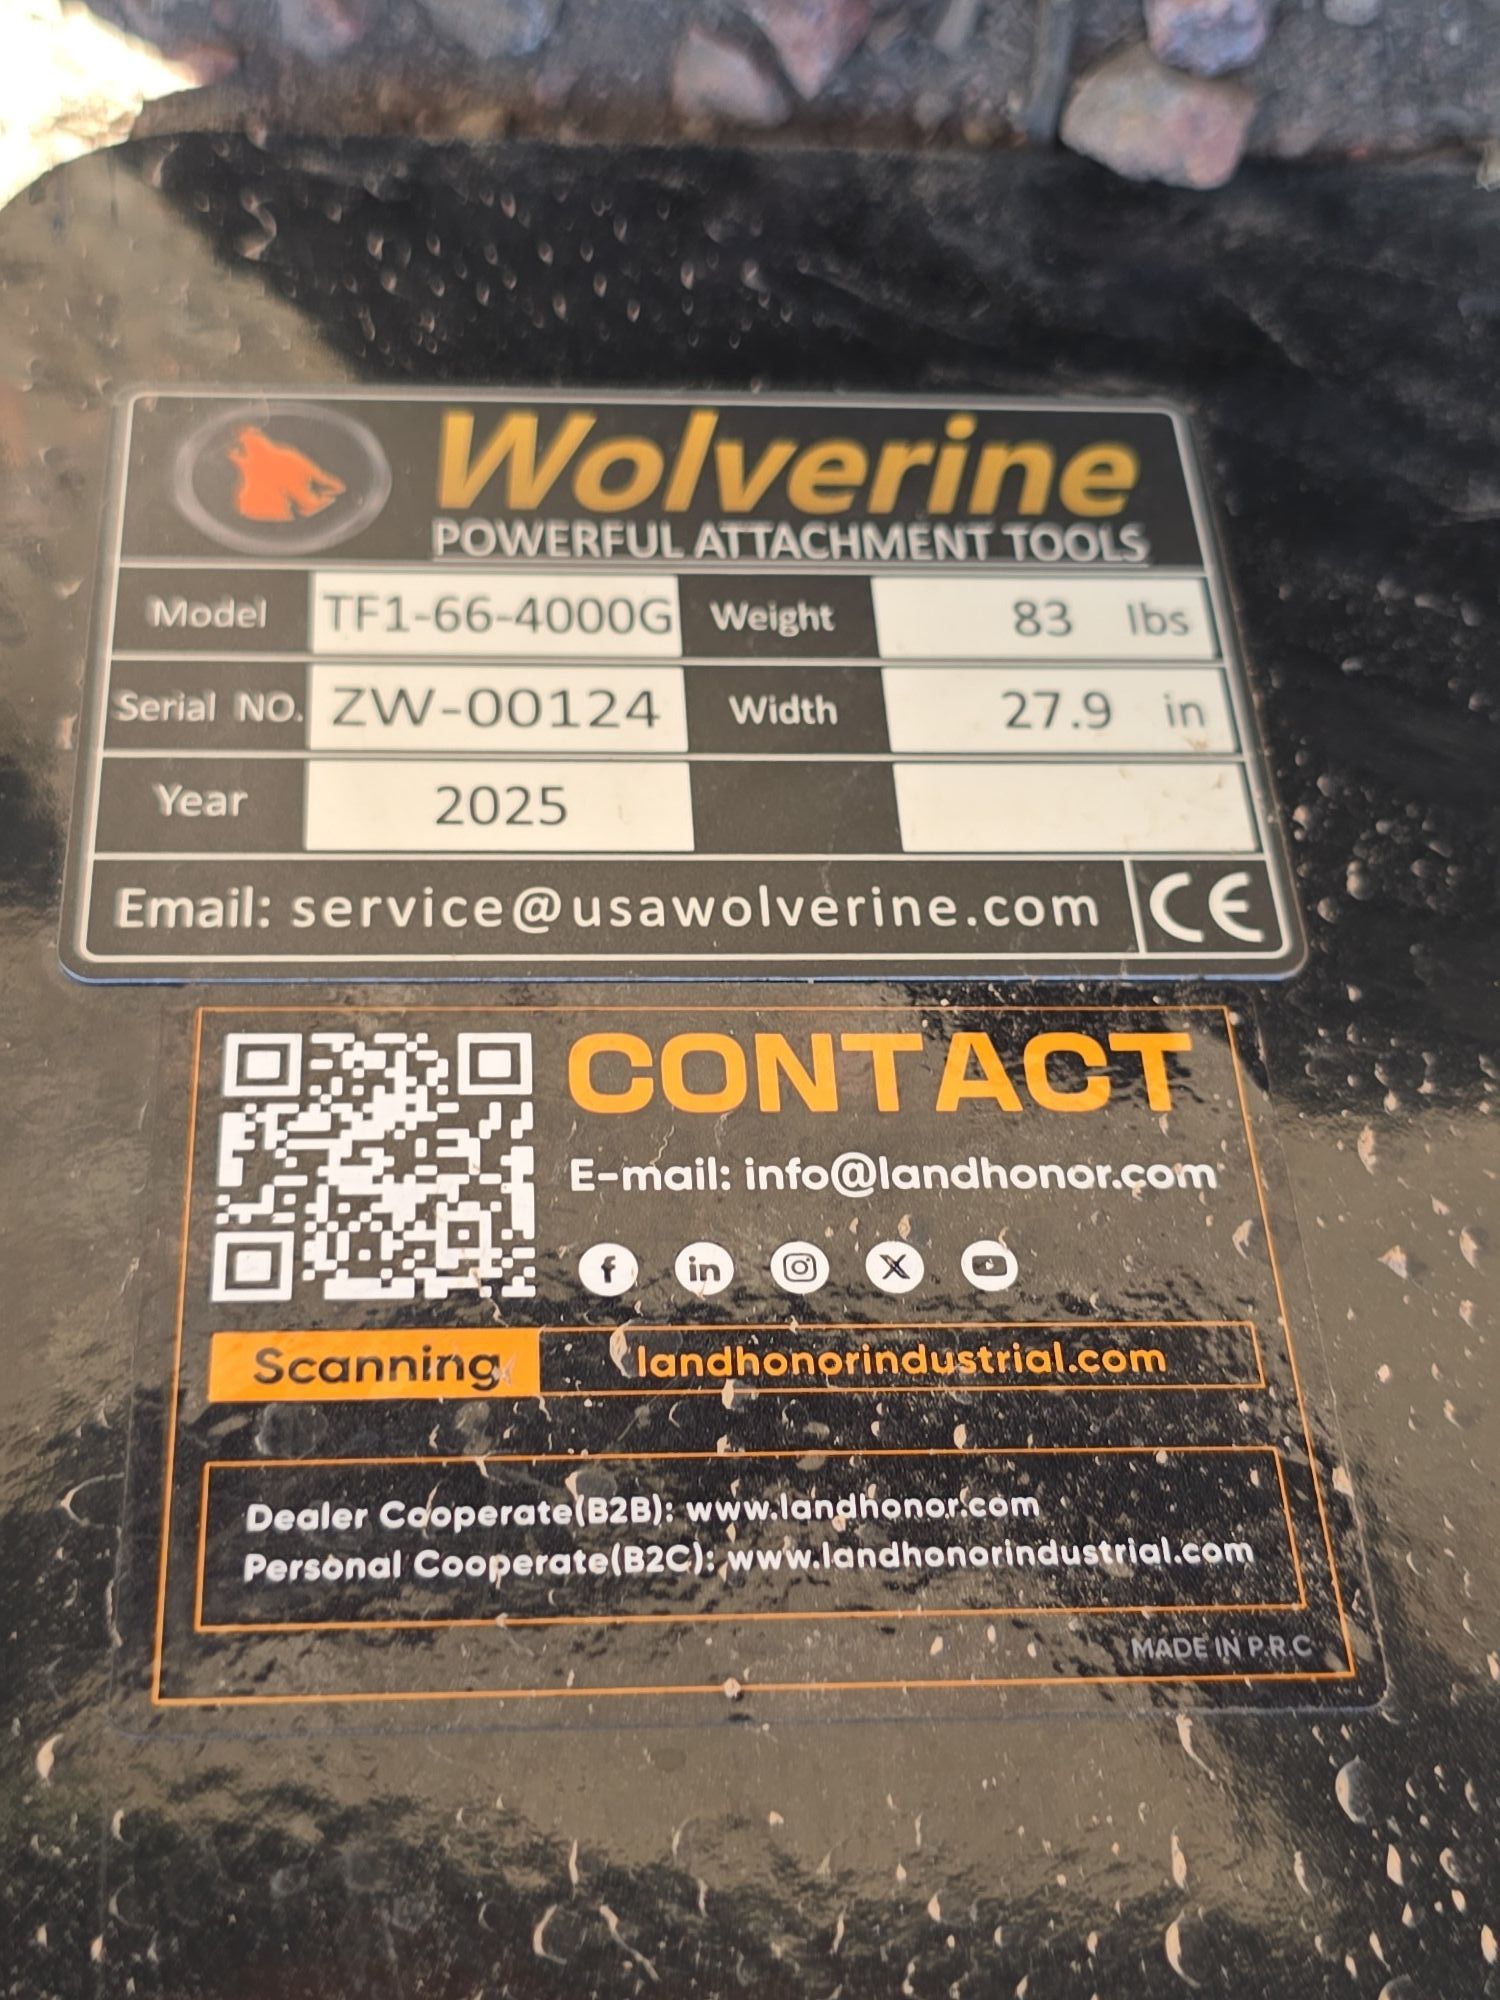 Wolverine
POWERFUL ATTACHMENT TOOLS
Model TF1-66-4000G Weight 83 lbs
Serial NO. ZW-00124 Width 27.9 in
Year 2025
Email: service@usawolverine.com CE
CONTACT
E-mail: info@landhonor.com
Scanning landhonorindustrial.com
Dealer Cooperate(B2B): www.landhonor.com
Personal Cooperate(B2C): www.landhonorindustrial.com
MADE IN P.R.C